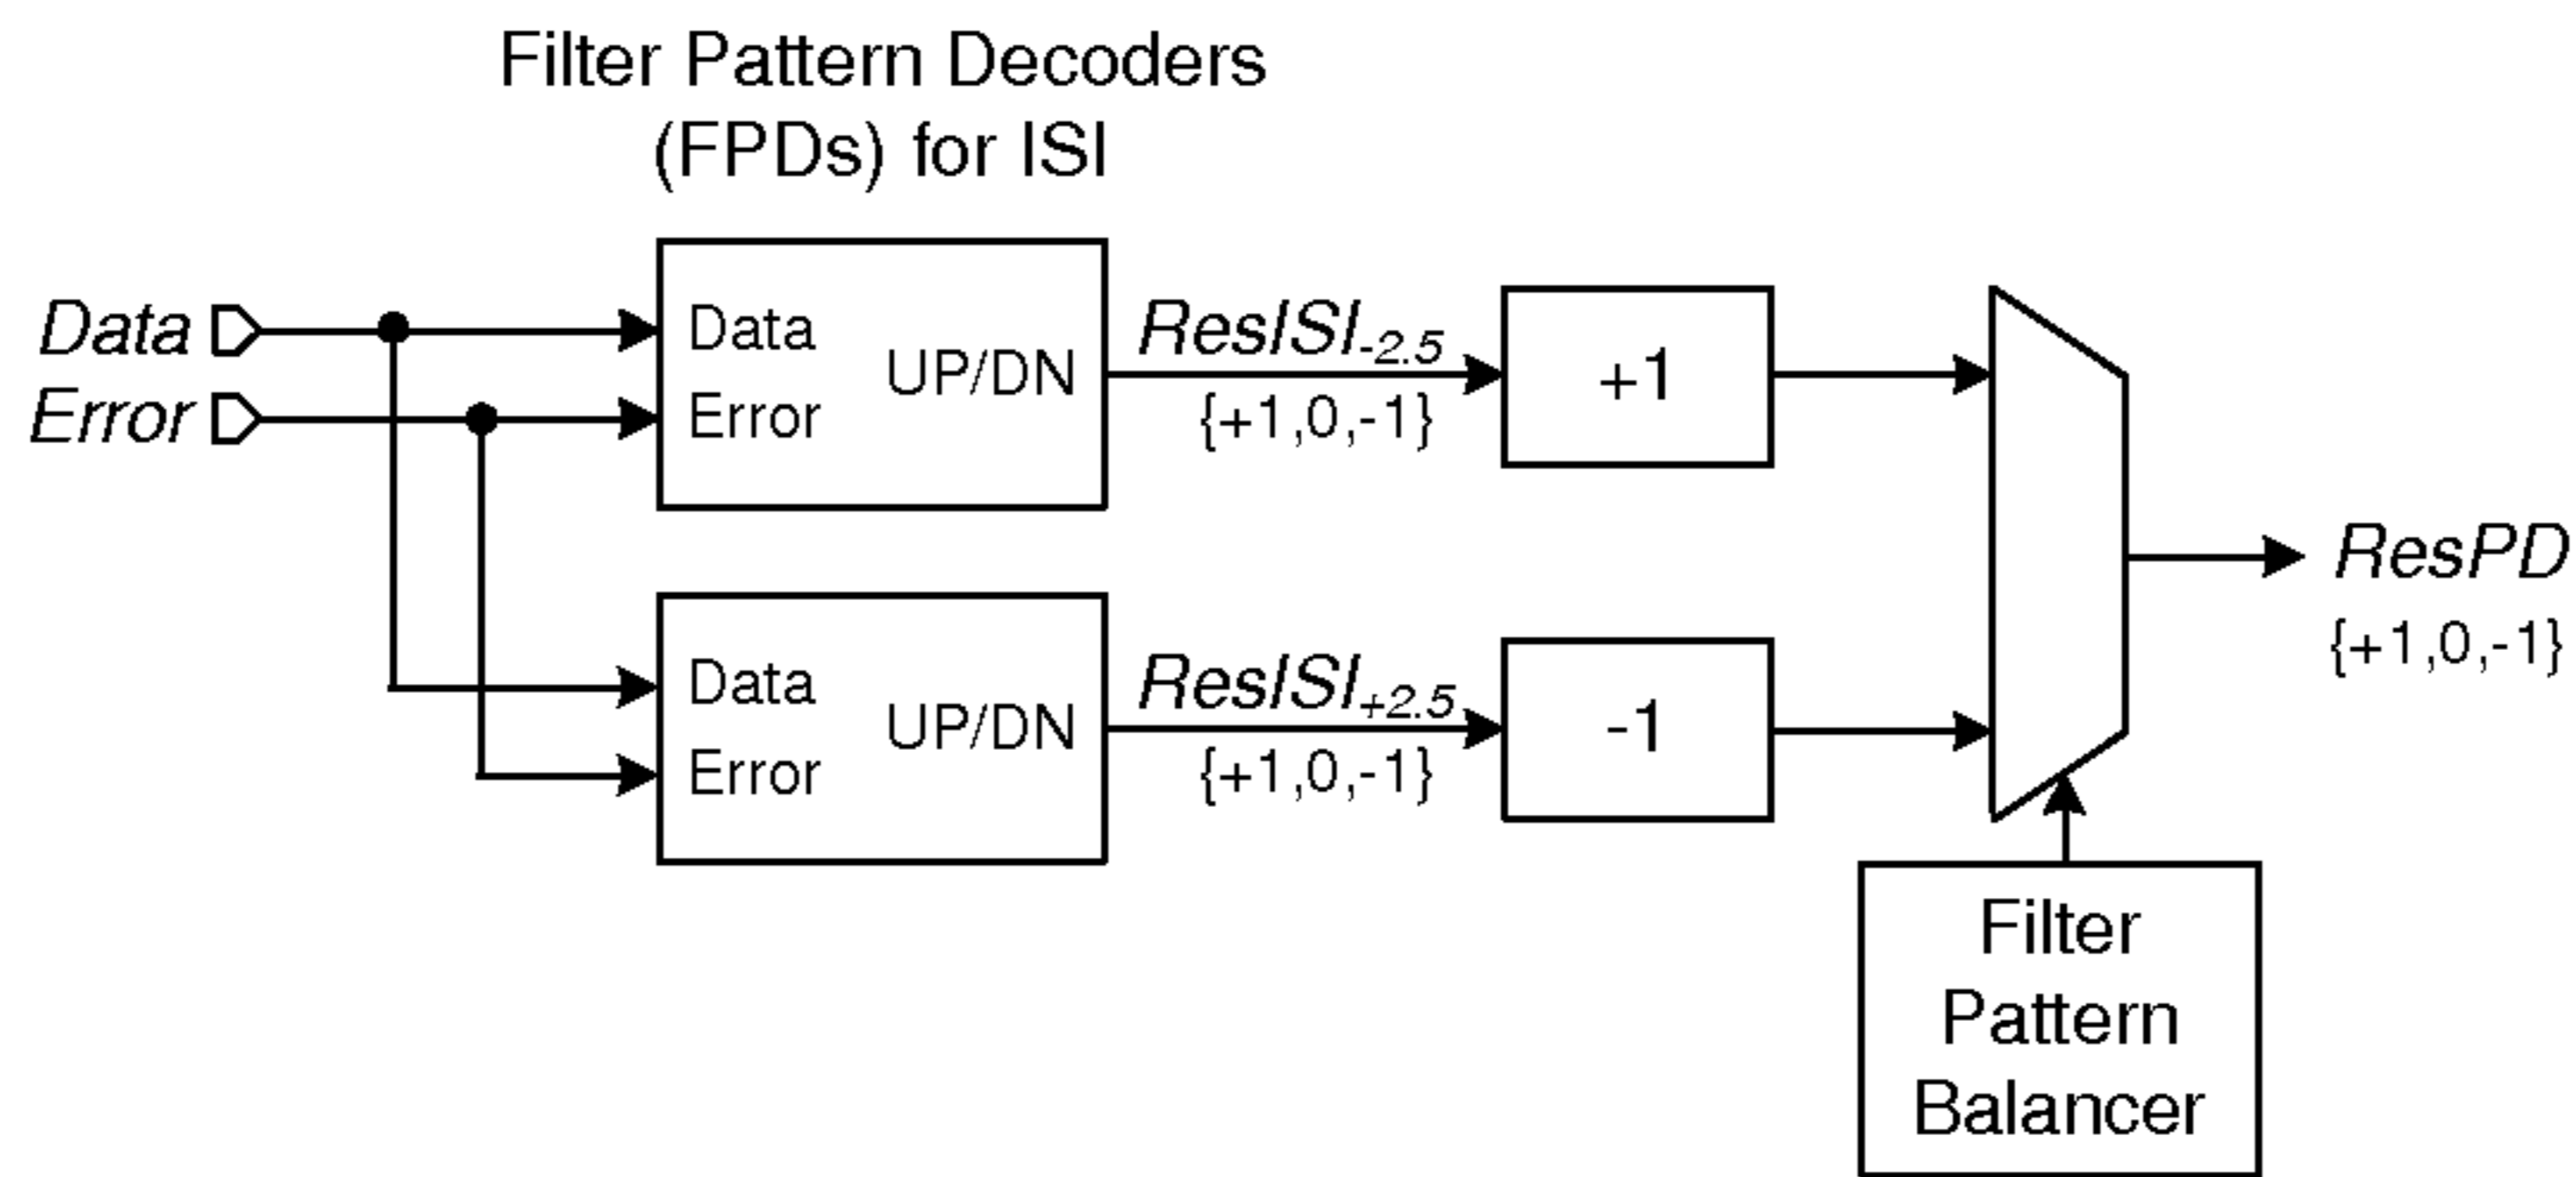 Filter Pattern Decoders
(FPDs) for ISI
Data
Error
Data
Error
UP/DN
ResISI-2.5
{+1,0,-1}
+1
Data
Error
UP/DN
ResISI+2.5
{+1,0,-1}
-1
ResPD
{+1,0,-1}
Filter
Pattern
Balancer